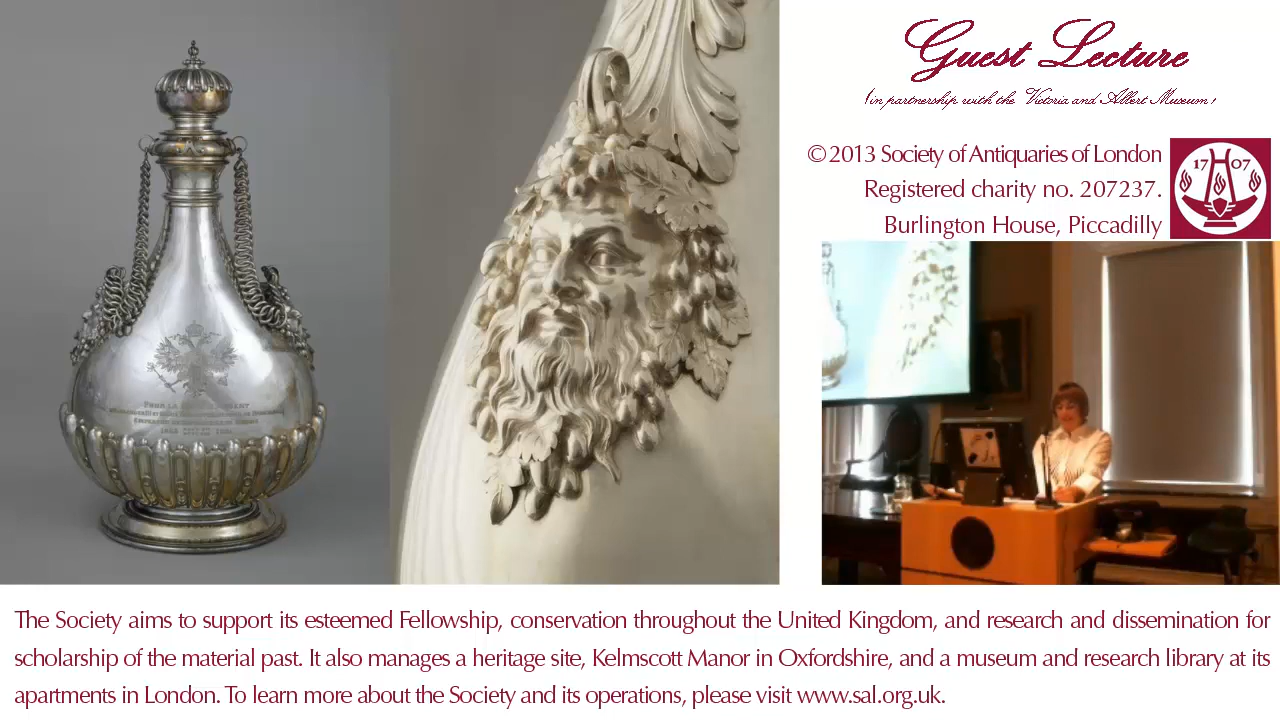 Guest Lecture
(in partnership with the Victoria and Albert Museum)
©2013 Society of Antiquaries of London
Registered charity no. 207237.
Burlington House, Piccadilly
17 07
POUR LA
The Society aims to support its esteemed Fellowship, conservation throughout the United Kingdom, and research and dissemination for
scholarship of the material past. It also manages a heritage site, Kelmscott Manor in Oxfordshire, and a museum and research library at its
apartments in London. To learn more about the Society and its operations, please visit www.sal.org.uk.